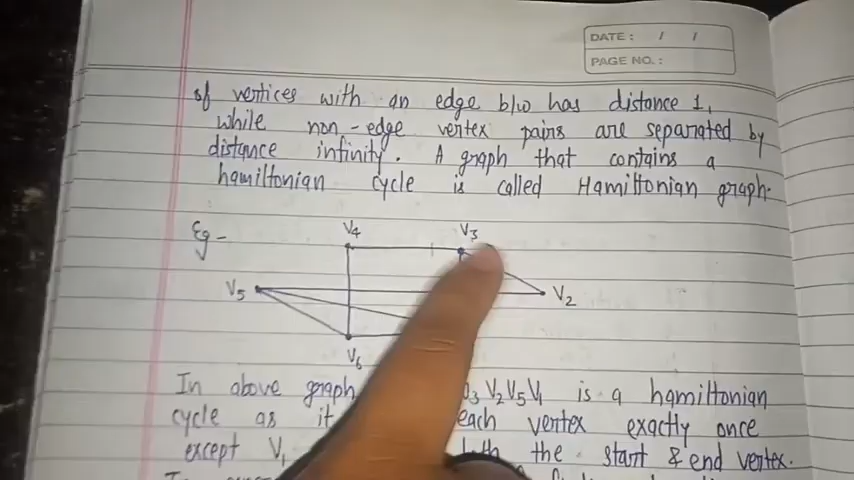 DATE: / /
PAGE NO.:
of vertices with an edge b/w has distance 1,
while non-edge vertex pairs are separated by
distance infinity. A graph that contains a
hamiltonian cycle is called Hamiltonian graph.
Eg-
V4 V3
V5 V2
V6
In above graph V2 V5 V1 is a hamiltonian
cycle as it each vertex exactly once
except V1 the start & end vertex.